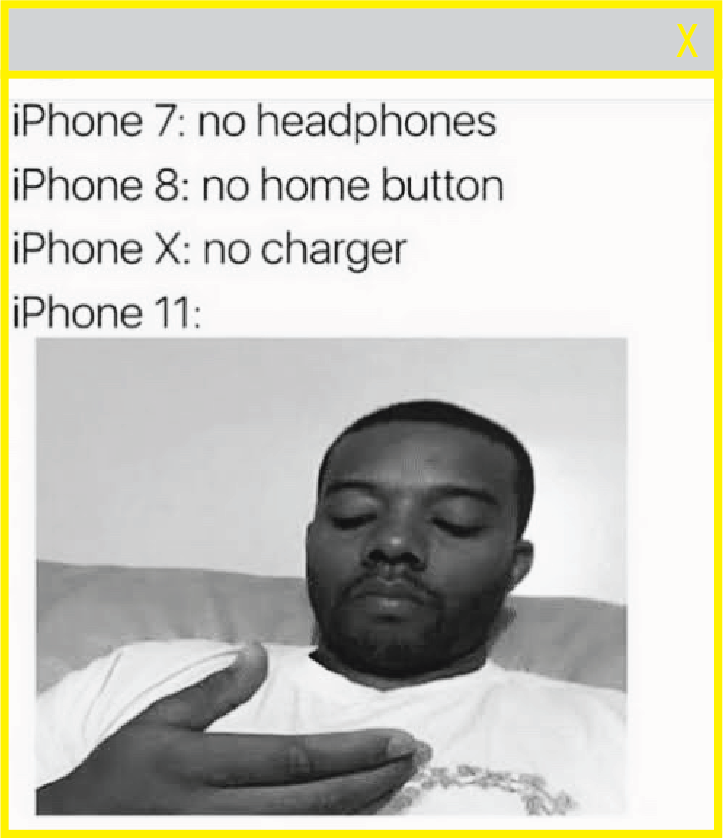 X
iPhone 7: no headphones
iPhone 8: no home button
iPhone X: no charger
iPhone 11: